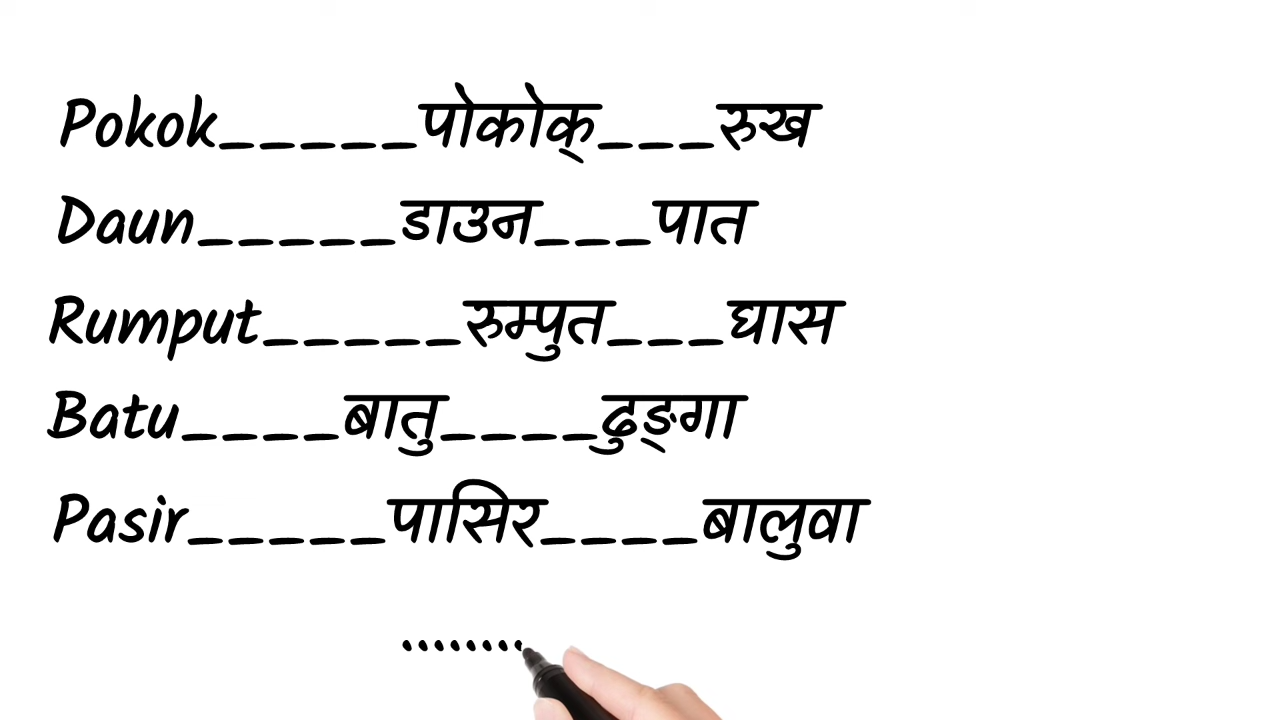 Pokok_____पोकोक्___रुख
Daun_____डाउन___पात
Rumput_____रुम्पुत___घास
Batu____बातु____ढुङ्गा
Pasir_____पासिर____बालुवा
........